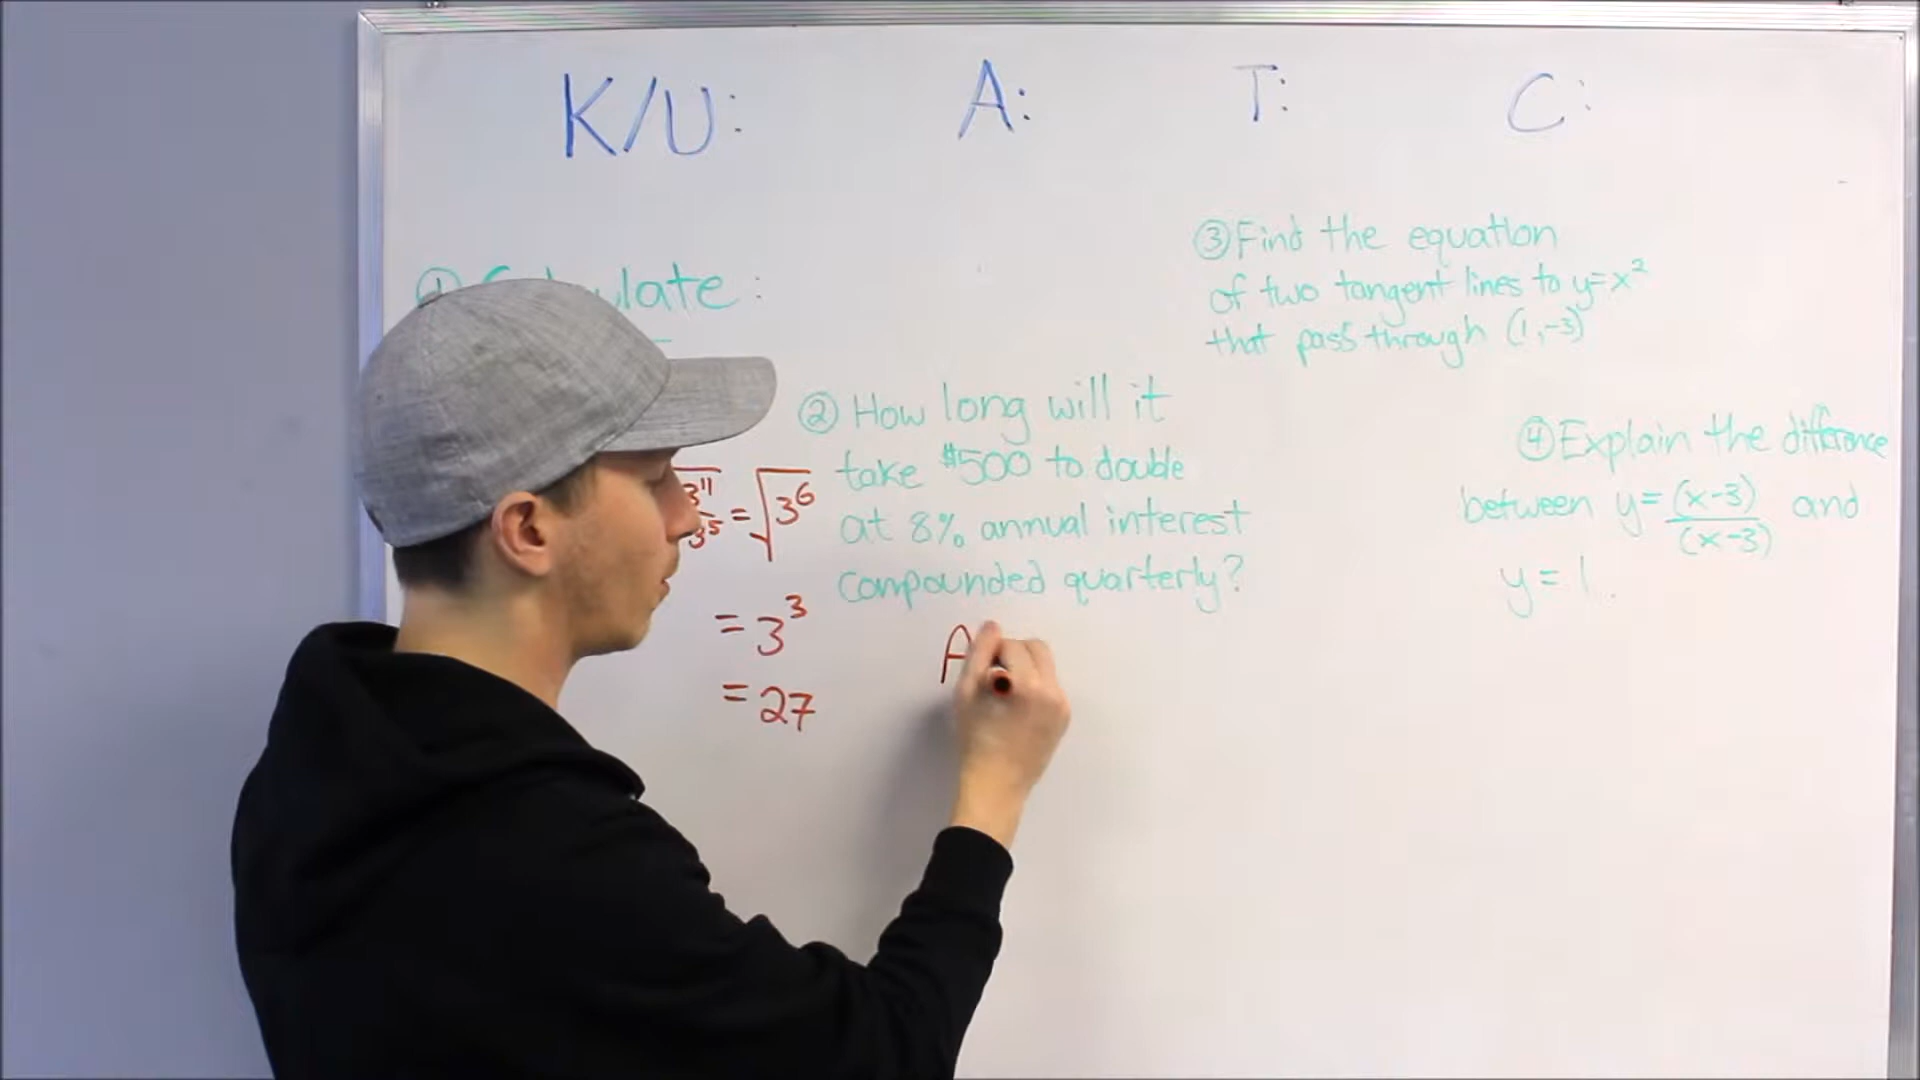 K/U: A: T: C:
① Calculate:
3¹¹
3⁵ = √3⁶
= 3³
= 27
② How long will it
take $500 to double
at 8% annual interest
compounded quarterly?
A
③ Find the equation
of two tangent lines to y=x²
that pass through (1,-3)
④ Explain the difference
between y = (x-3)/(x-3) and
y = 1.